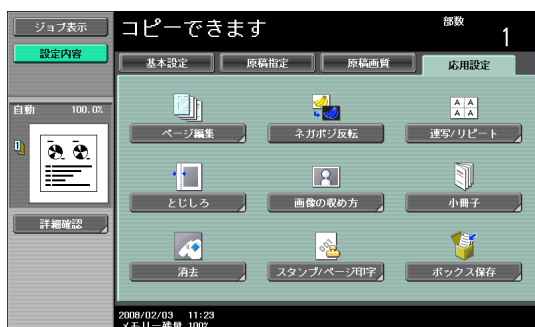 ジョブ表示
設定内容
コピーできます
部数
1
基本設定
原稿指定
原稿画質
応用設定
自動 100.0%
ページ編集
ネガポジ反転
連写/リピート
とじしろ
画像の収め方
小冊子
詳細確認
消去
スタンプ/ページ印字
ボックス保存
2008/02/03 11:23
メモリー残量 100%